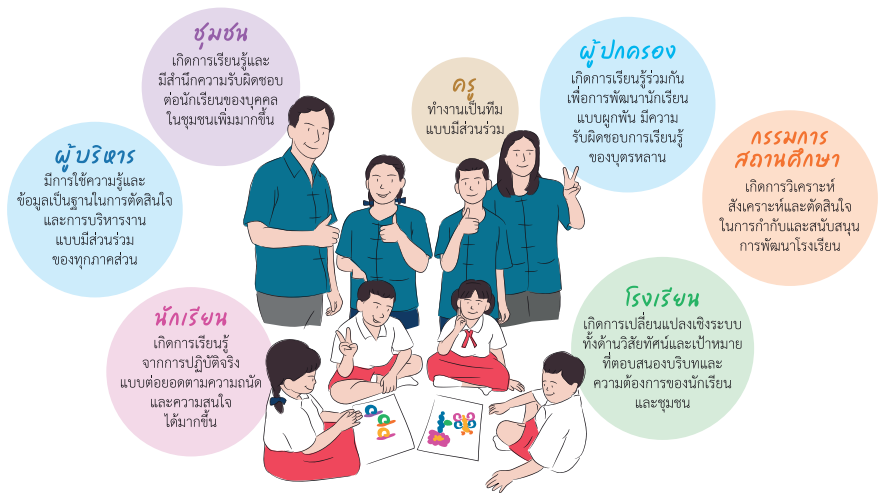 ชุมชน
เกิดการเรียนรู้และ
มีสำนึกความรับผิดชอบ
ต่อนักเรียนของบุคคล
ในชุมชนเพิ่มมากขึ้น
ครู
ทำงานเป็นทีม
แบบมีส่วนร่วม
ผู้ปกครอง
เกิดการเรียนรู้ร่วมกัน
เพื่อการพัฒนานักเรียน
แบบผูกพัน มีความ
รับผิดชอบการเรียนรู้
ของบุตรหลาน
ผู้บริหาร
มีการใช้ความรู้และ
ข้อมูลเป็นฐานในการตัดสินใจ
และการบริหารงาน
แบบมีส่วนร่วม
ของทุกภาคส่วน
กรรมการ
สถานศึกษา
เกิดการวิเคราะห์
สังเคราะห์และตัดสินใจ
ในการกำกับและสนับสนุน
การพัฒนาโรงเรียน
นักเรียน
เกิดการเรียนรู้
จากการปฏิบัติจริง
แบบต่อยอดตามความถนัด
และความสนใจ
ได้มากขึ้น
โรงเรียน
เกิดการเปลี่ยนแปลงเชิงระบบ
ทั้งด้านวิสัยทัศน์และเป้าหมาย
ที่ตอบสนองบริบทและ
ความต้องการของนักเรียน
และชุมชน